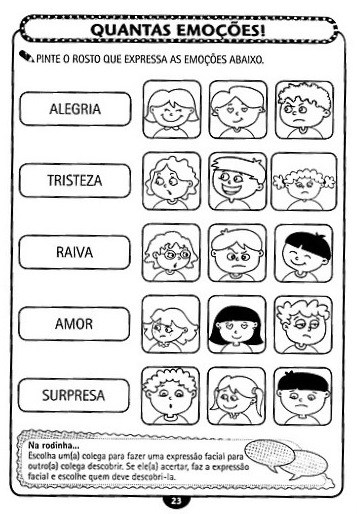 QUANTAS EMOÇÕES!
PINTE O ROSTO QUE EXPRESSA AS EMOÇÕES ABAIXO.
ALEGRIA
TRISTEZA
RAIVA
AMOR
SURPRESA
Na rodinha...
Escolha um(a) colega para fazer uma expressão facial para
outro(a) colega descobrir. Se ele(a) acertar, faz a expressão
facial e escolhe quem deve descobri-la.
23